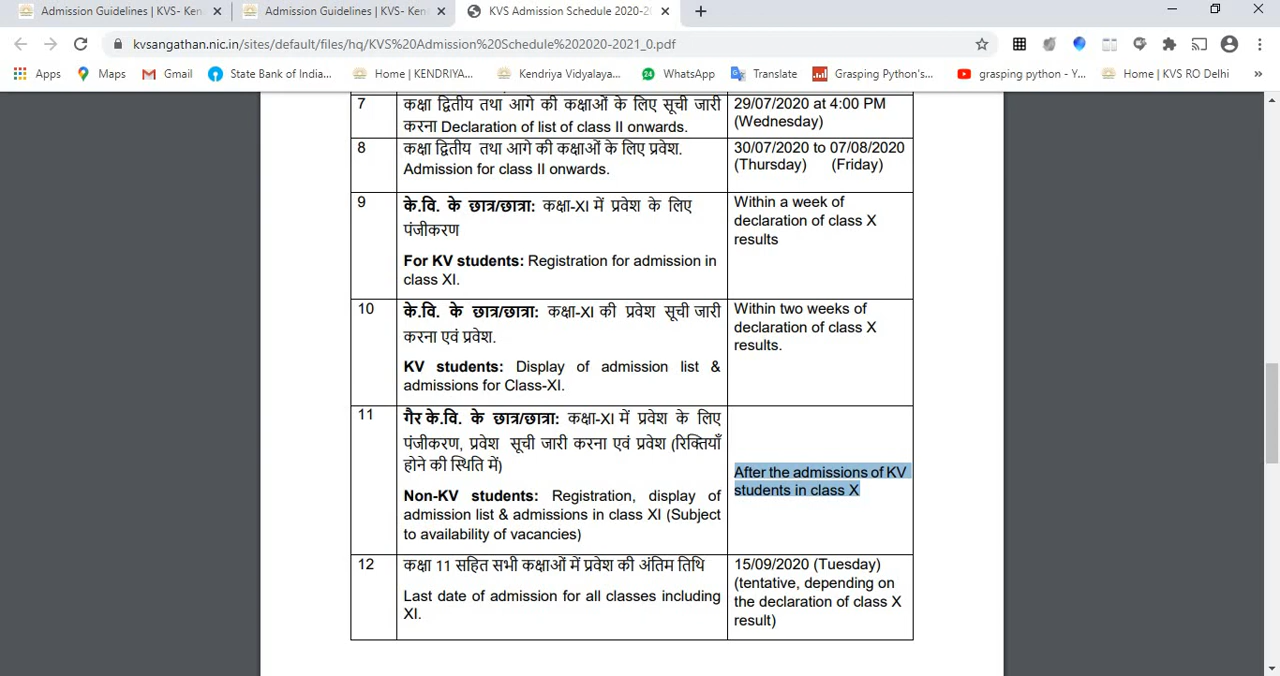 Admission Guidelines | KVS- Ken
Admission Guidelines | KVS- Ken
KVS Admission Schedule 2020-2
kvsangathan.nic.in/sites/default/files/hq/KVS%20Admission%20Schedule%202020-2021_0.pdf
Apps
Maps
Gmail
State Bank of India...
Home | KENDRIYA...
Kendriya Vidyalaya...
24
WhatsApp
Translate
Grasping Python's...
grasping python - Y...
Home | KVS RO Delhi
»
7
कक्षा द्वितीय तथा आगे की कक्षाओं के लिए सूची जारी
करना Declaration of list of class II onwards.
29/07/2020 at 4:00 PM
(Wednesday)
8
कक्षा द्वितीय तथा आगे की कक्षाओं के लिए प्रवेश.
Admission for class II onwards.
30/07/2020 to 07/08/2020
(Thursday) (Friday)
9
के.वि. के छात्र/छात्रा: कक्षा-XI में प्रवेश के लिए
पंजीकरण
For KV students: Registration for admission in
class XI.
Within a week of
declaration of class X
results
10
के.वि. के छात्र/छात्रा: कक्षा-XI की प्रवेश सूची जारी
करना एवं प्रवेश.
KV students: Display of admission list &
admissions for Class-XI.
Within two weeks of
declaration of class X
results.
11
गैर के.वि. के छात्र/छात्रा: कक्षा-XI में प्रवेश के लिए
पंजीकरण, प्रवेश सूची जारी करना एवं प्रवेश (रिक्तियाँ
होने की स्थिति में)
Non-KV students: Registration, display of
admission list & admissions in class XI (Subject
to availability of vacancies)
After the admissions of KV
students in class X
12
कक्षा 11 सहित सभी कक्षाओं में प्रवेश की अंतिम तिथि
Last date of admission for all classes including
XI.
15/09/2020 (Tuesday)
(tentative, depending on
the declaration of class X
result)